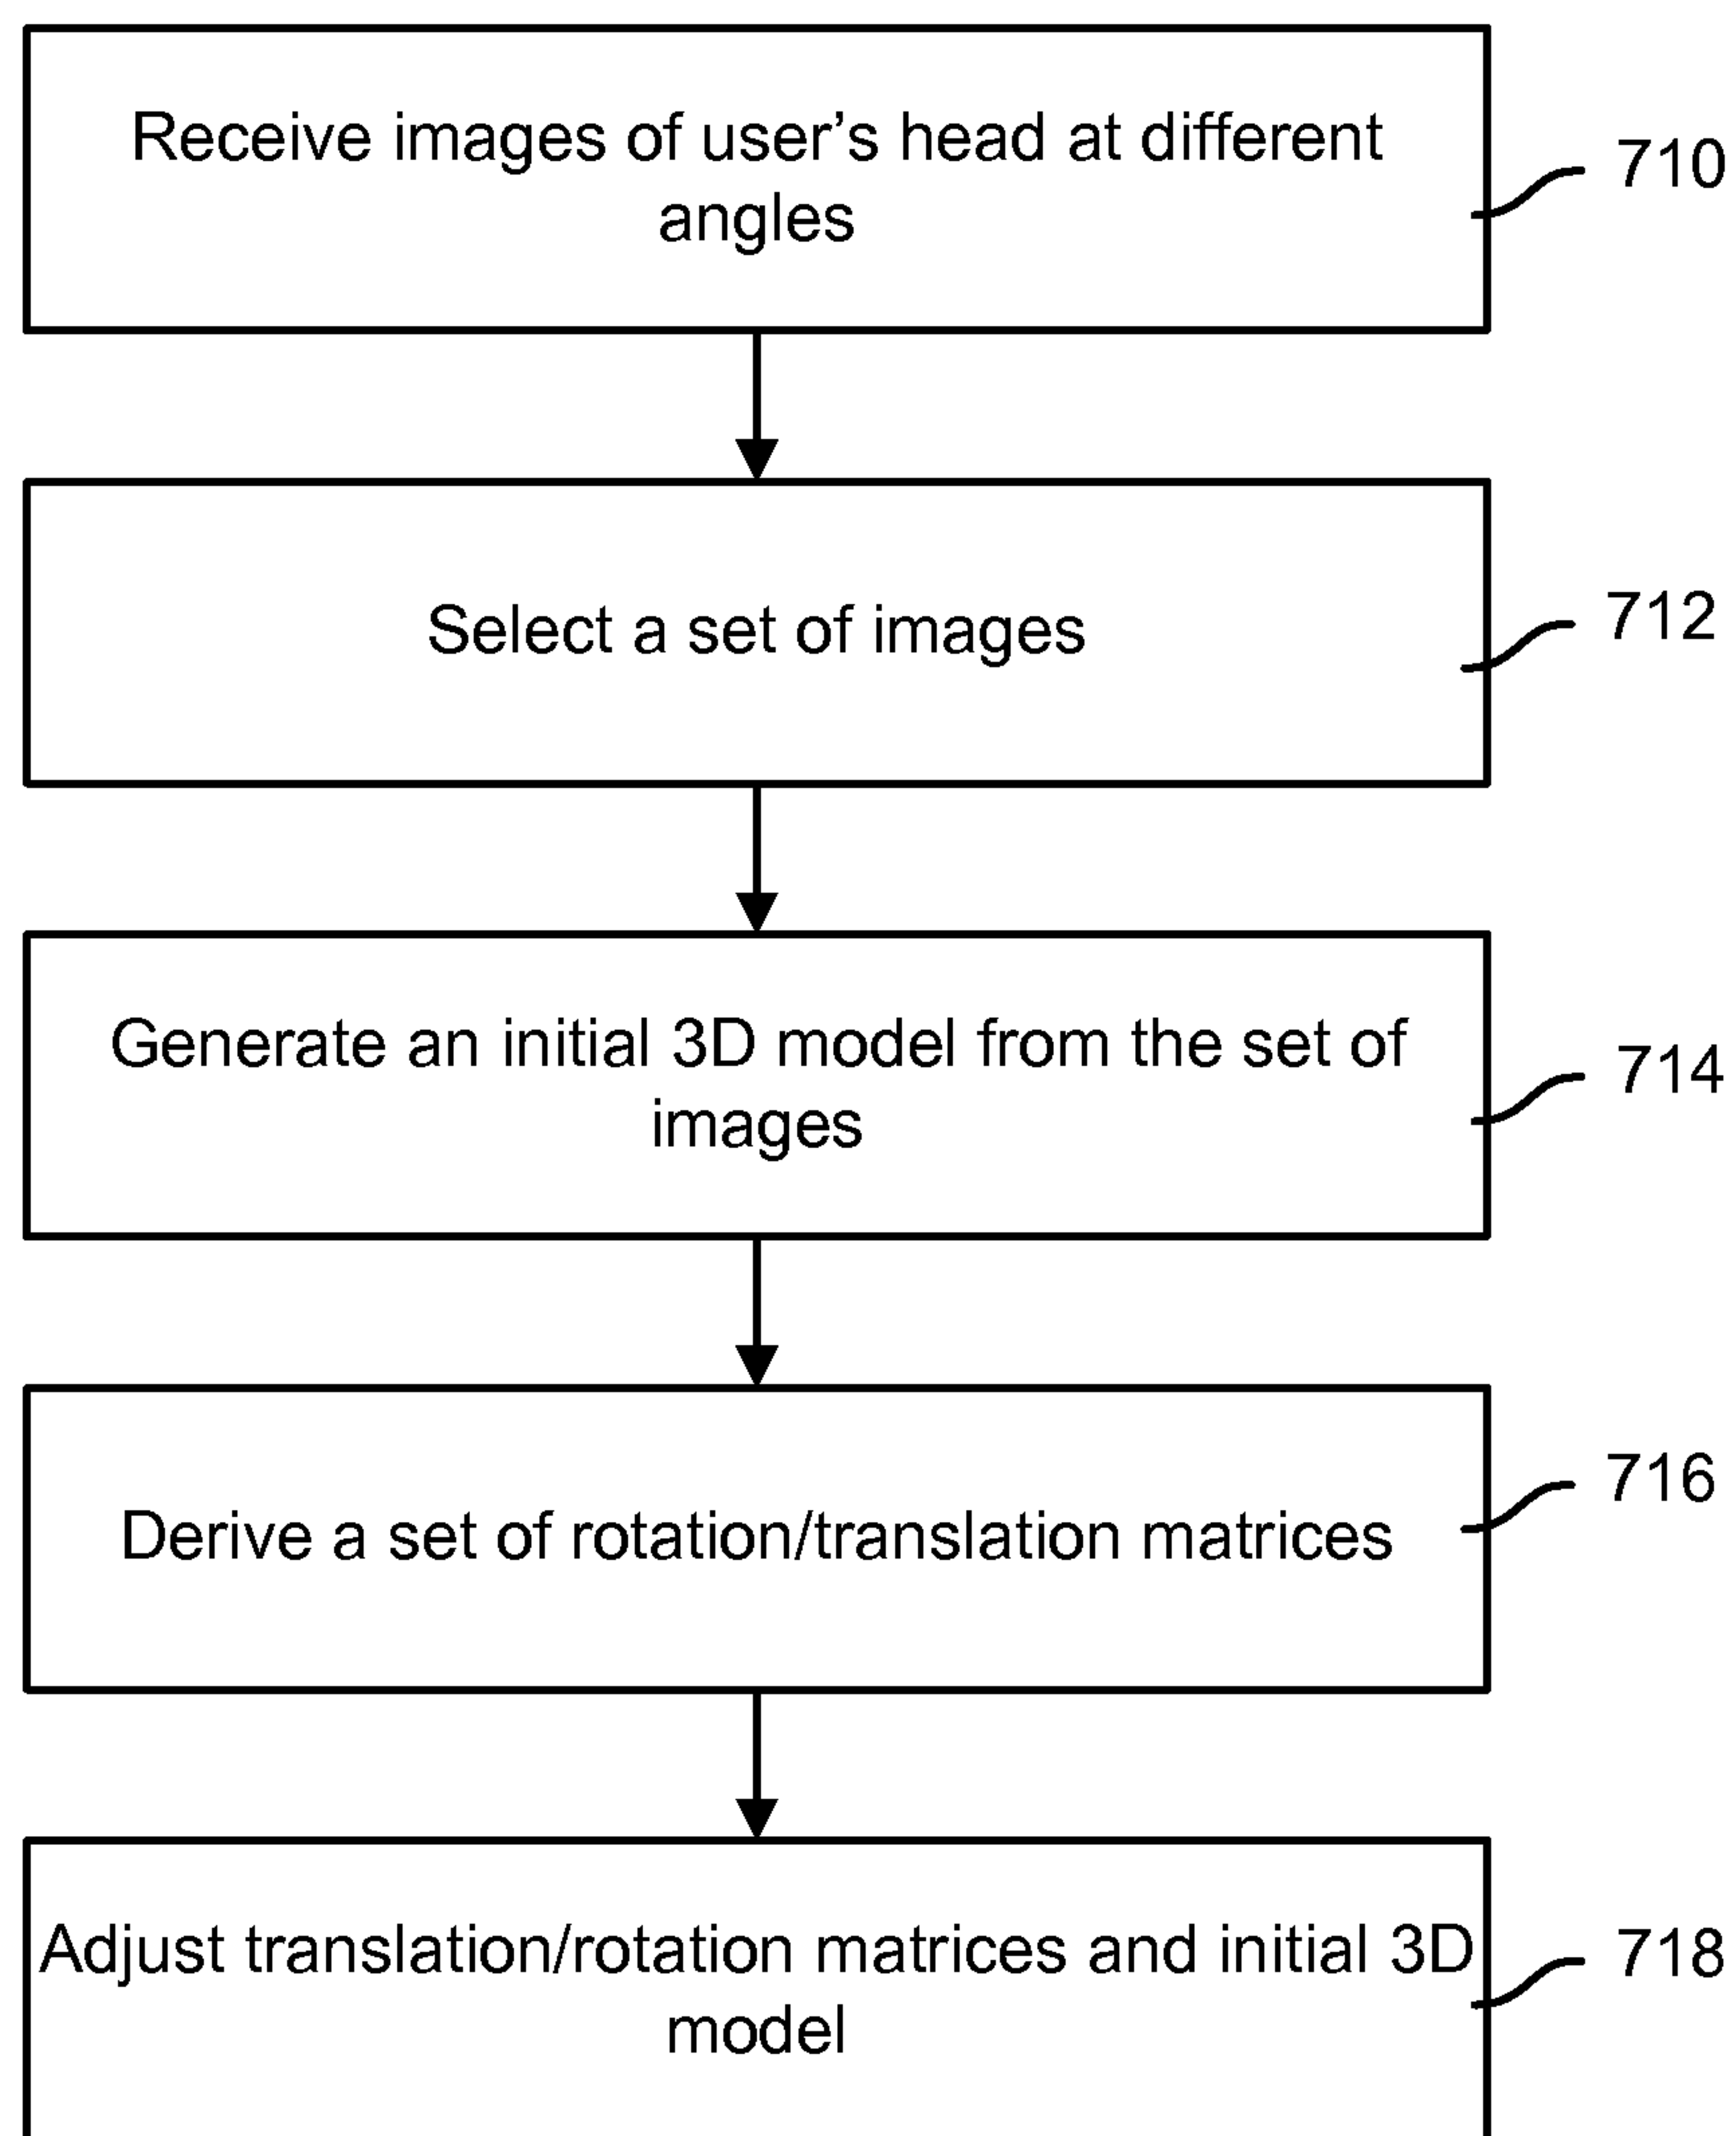 Receive images of user's head at different
angles
710
Select a set of images
712
Generate an initial 3D model from the set of
images
714
Derive a set of rotation/translation matrices
716
Adjust translation/rotation matrices and initial 3D
model
718